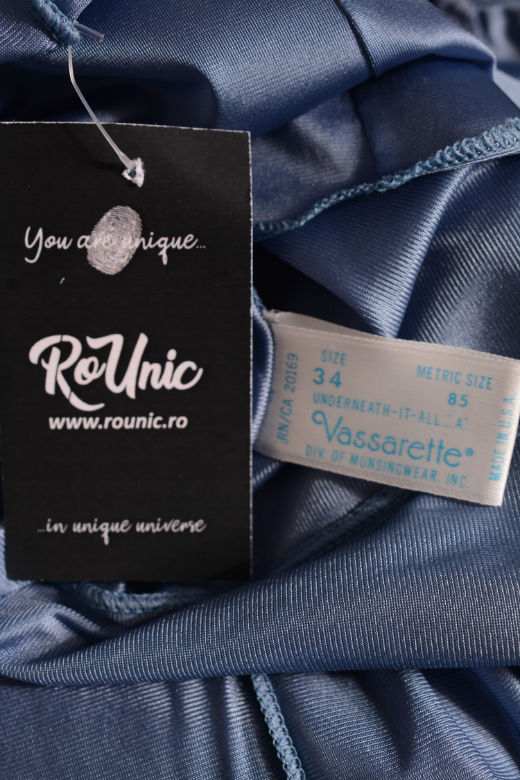 You are unique...
RoUnic
www.rounic.ro
...in unique universe
RN/CA 20169
SIZE
34
METRIC SIZE
85
UNDERNEATH-IT-ALL
Vassarette®
DIV. OF MUNSINGWEAR, INC.
MADE IN U.S.A.